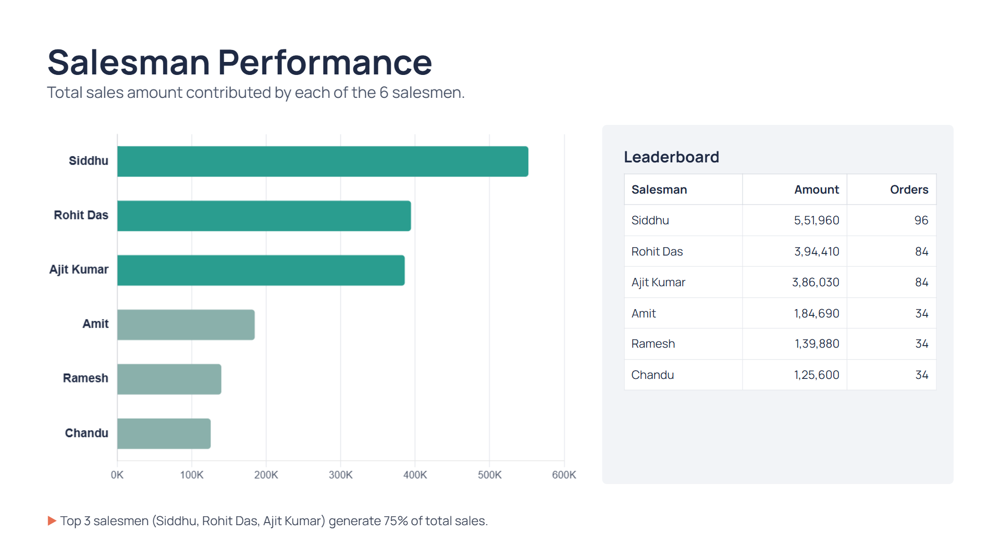 Salesman Performance
Total sales amount contributed by each of the 6 salesmen.
Siddhu
Rohit Das
Ajit Kumar
Amit
Ramesh
Chandu
0K 100K 200K 300K 400K 500K 600K
Leaderboard
Salesman Amount Orders
Siddhu 5,51,960 96
Rohit Das 3,94,410 84
Ajit Kumar 3,86,030 84
Amit 1,84,690 34
Ramesh 1,39,880 34
Chandu 1,25,600 34
▶ Top 3 salesmen (Siddhu, Rohit Das, Ajit Kumar) generate 75% of total sales.